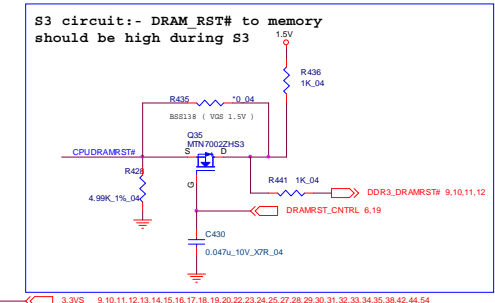 S3 circuit:- DRAM_RST# to memory
should be high during S3
1.5V
R436
1K_04
R435
*0_04
BSS138 ( VGS 1.5V )
Q35
MTN7002ZHS3
CPUDRAMRST#
S
D
G
R428
4.99K_1%_04
R441
1K_04
DDR3_DRAMRST# 9,10,11,12
DRAMRST_CNTRL 6,19
C430
0.047u_10V_X7R_04
3.3VS 9,10,11,12,13,14,15,16,17,18,19,20,22,23,24,25,27,28,29,30,31,32,33,34,35,38,42,44,54